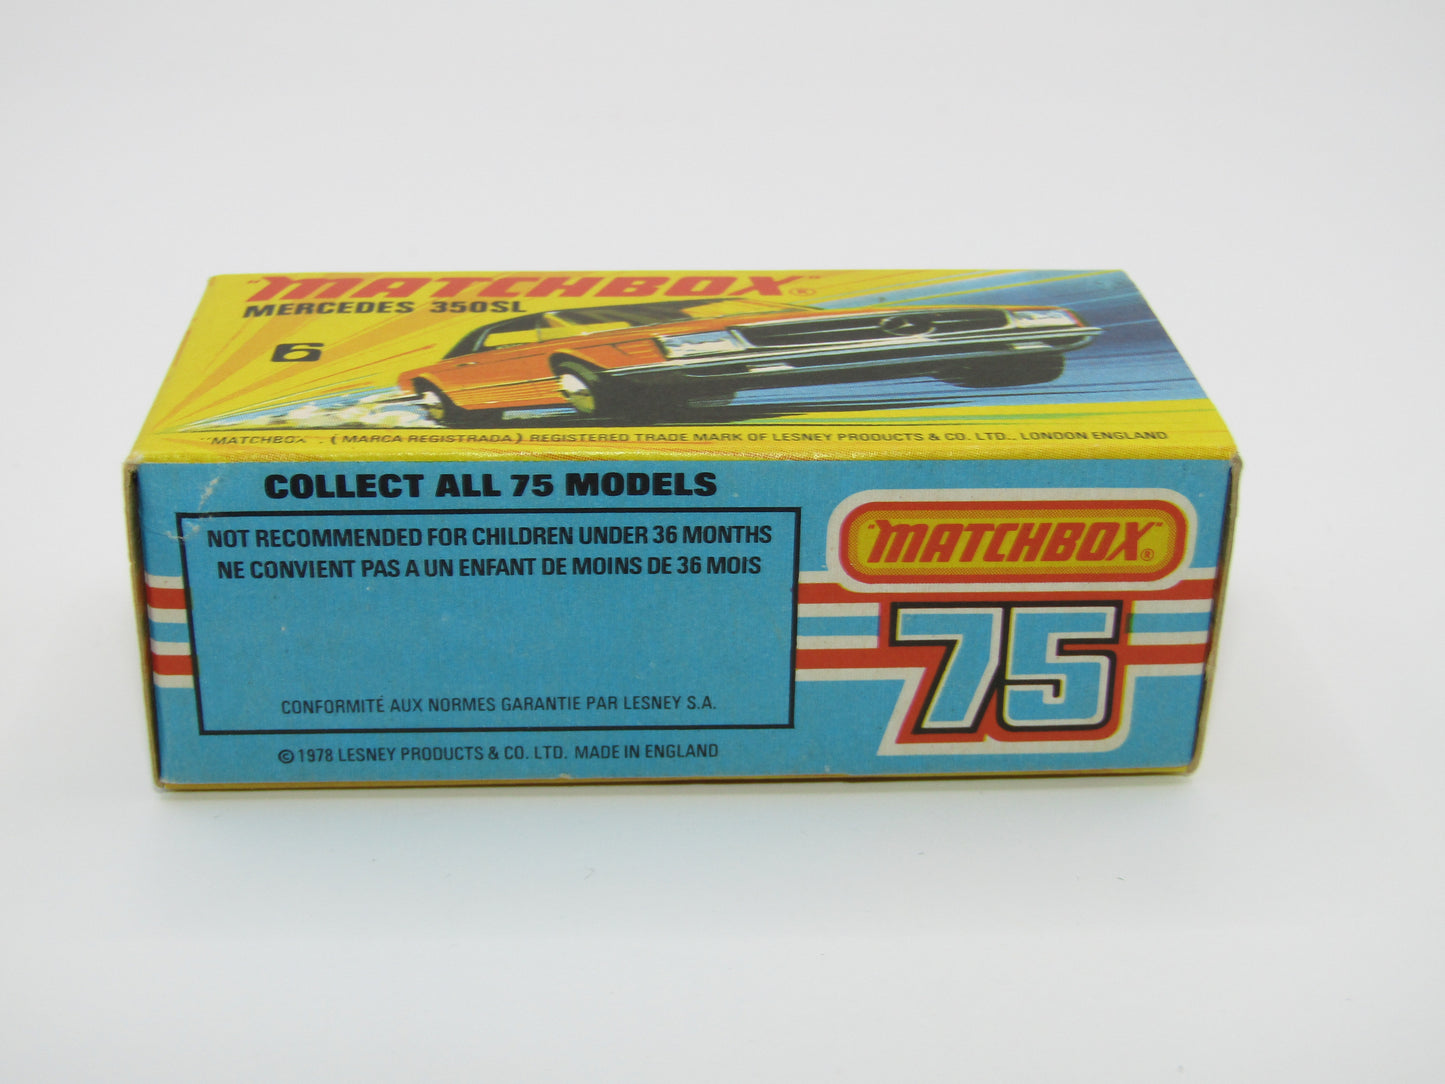 "MATCHBOX"®
MERCEDES 350SL
6
"MATCHBOX" (MARCA REGISTRADA) REGISTERED TRADE MARK OF LESNEY PRODUCTS & CO. LTD., LONDON ENGLAND
COLLECT ALL 75 MODELS
NOT RECOMMENDED FOR CHILDREN UNDER 36 MONTHS
NE CONVIENT PAS A UN ENFANT DE MOINS DE 36 MOIS
CONFORMITÉ AUX NORMES GARANTIE PAR LESNEY S.A.
© 1978 LESNEY PRODUCTS & CO. LTD. MADE IN ENGLAND
"MATCHBOX"®
75